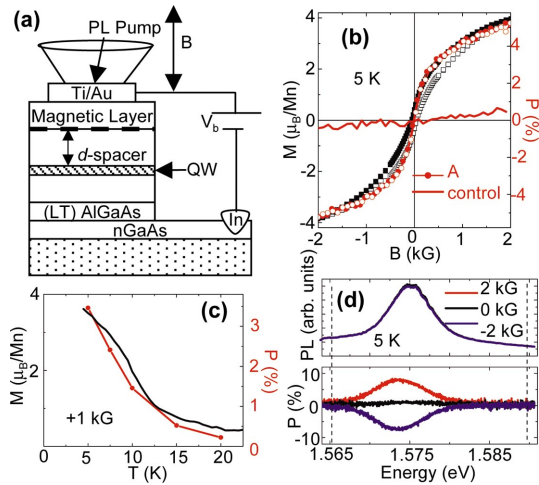 (a)
PL Pump
B
Ti/Au
Magnetic Layer
V_b
d-spacer
QW
(LT) AlGaAs
In
nGaAs
(b)
5 K
M (μ_B/Mn)
4
2
0
-2
-4
P (%)
4
2
0
-2
-4
A
control
-2
-1
0
1
2
B (kG)
(c)
M (μ_B/Mn)
4
2
P (%)
3
2
1
0
+1 kG
0
5
10
15
20
T (K)
(d)
PL (arb. units)
2 kG
0 kG
-2 kG
5 K
P (%)
10
0
-10
1.565
1.575
1.585
Energy (eV)